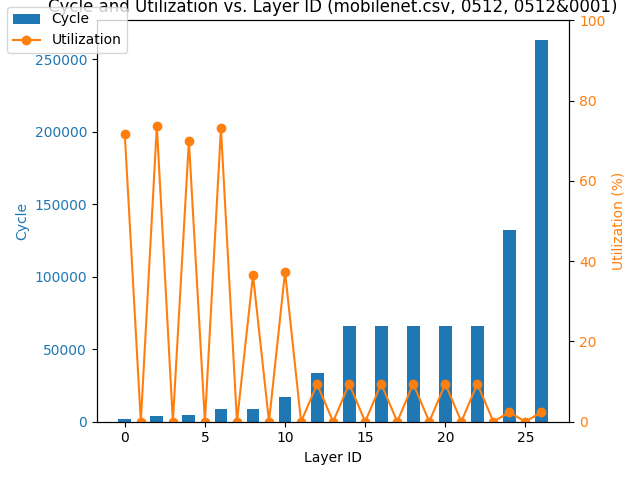 Cycle and Utilization vs. Layer ID (mobilenet.csv, 0512, 0512&0001)
Cycle
Utilization
250000
200000
150000
100000
50000
0
Cycle
100
80
60
40
20
0
Utilization (%)
0 5 10 15 20 25
Layer ID